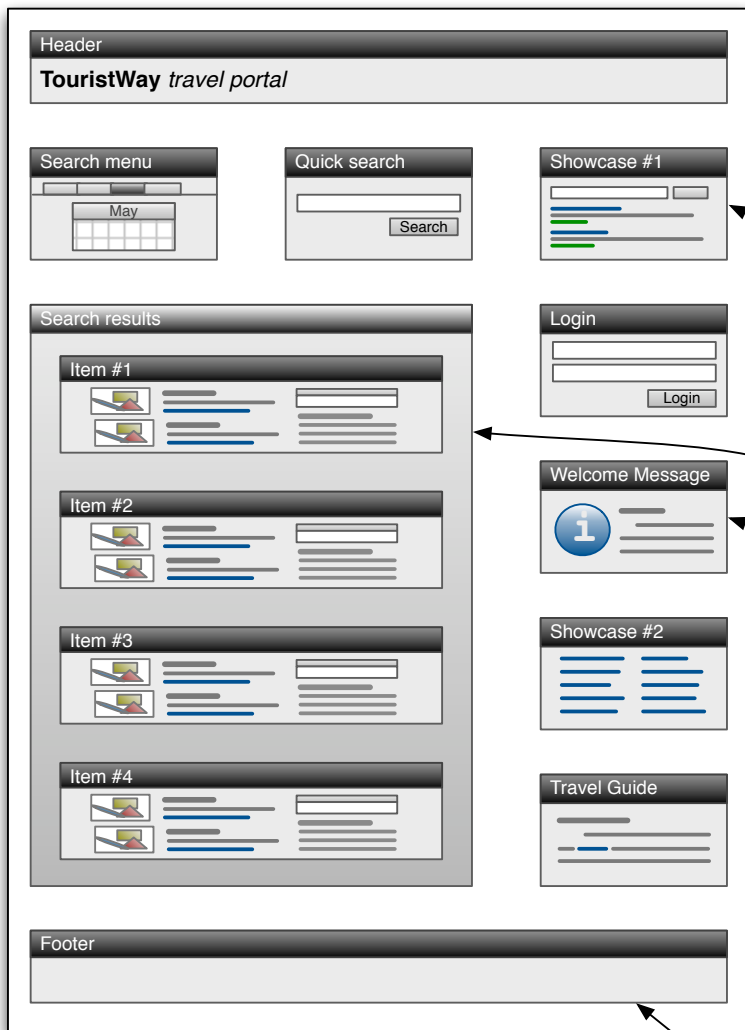 Header
TouristWay travel portal
Search menu
May
Quick search
Search
Showcase #1
Search results
Item #1
Item #2
Item #3
Item #4
Login
Login
Welcome Message
i
Showcase #2
Travel Guide
Footer